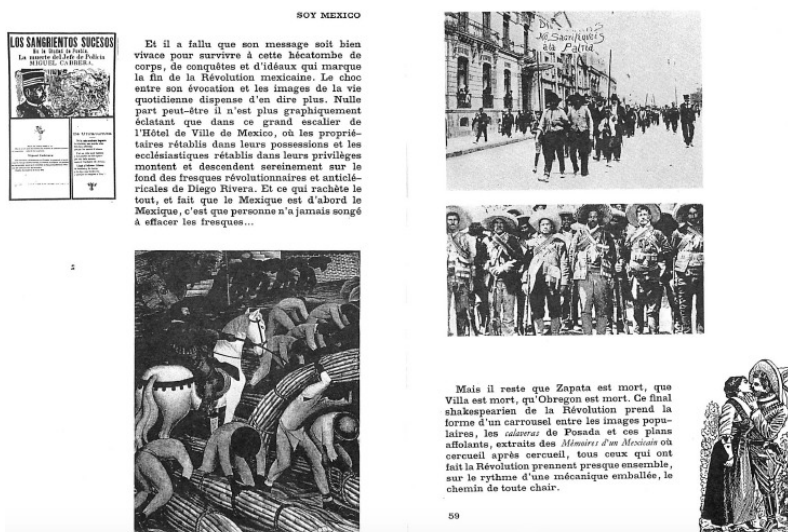 SOY MEXICO
LOS SANGRIENTOS SUCESOS
En la Ciudad de Puebla.
La muerte del Jefe de Policía
MIGUEL CABRERA.
Et il a fallu que son message soit bien
vivace pour survivre à cette hécatombe de
corps, de conquêtes et d'idéaux qui marque
la fin de la Révolution mexicaine. Le choc
entre son évocation et les images de la vie
quotidienne dispense d'en dire plus. Nulle
part peut-être il n'est plus graphiquement
éclatant que dans ce grand escalier de
l'Hôtel de Ville de Mexico, où les proprié-
taires rétablis dans leurs possessions et les
ecclésiastiques rétablis dans leurs privilèges
montent et descendent sereinement sur le
fond des fresques révolutionnaires et anticlé-
ricales de Diego Rivera. Et ce qui rachète le
tout, et fait que le Mexique est d'abord le
Mexique, c'est que personne n'a jamais songé
à effacer les fresques...
Mais il reste que Zapata est mort, que
Villa est mort, qu'Obregon est mort. Ce final
shakespearien de la Révolution prend la
forme d'un carrousel entre les images popu-
laires, les calaveras de Posada et ces plans
affolants, extraits des Mémoires d'un Mexicain où
cercueil après cercueil, tous ceux qui ont
fait la Révolution prennent presque ensemble,
sur le rythme d'une mécanique emballée, le
chemin de toute chair.
59